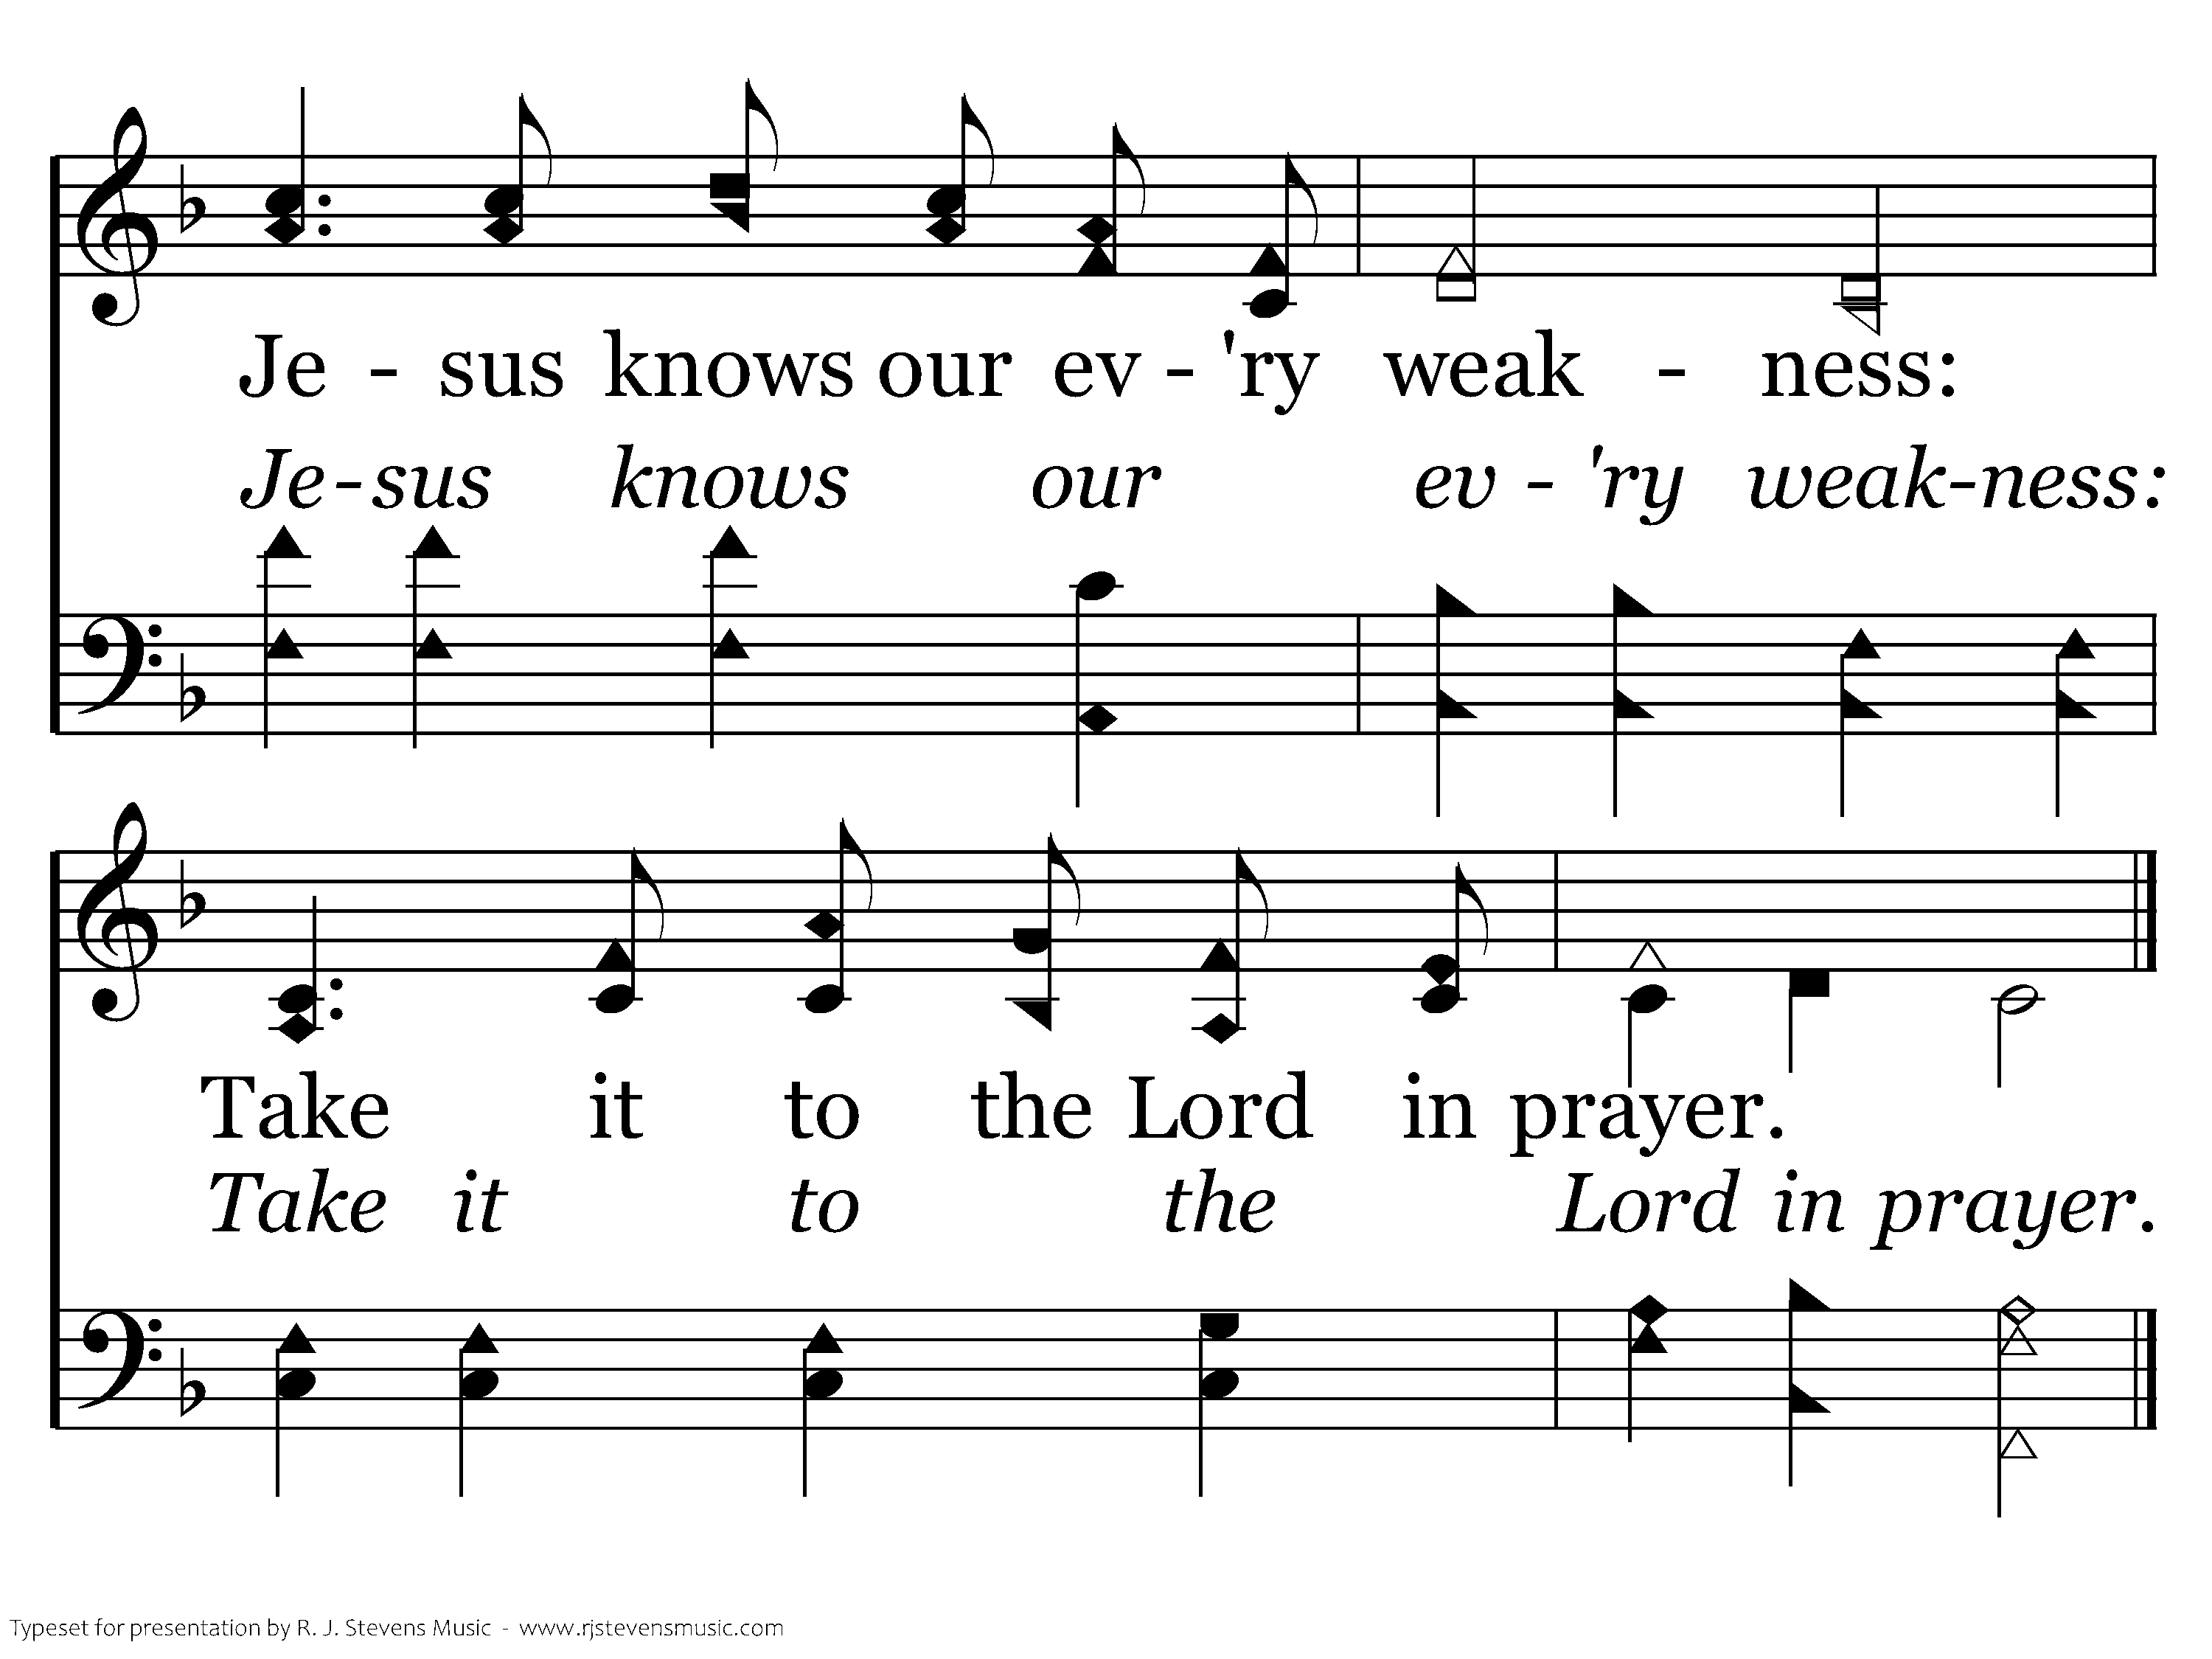 Je - sus knows our ev - 'ry weak - ness:
Je - sus knows our ev - 'ry weak-ness:
Take it to the Lord in prayer.
Take it to the Lord in prayer.
Typeset for presentation by R. J. Stevens Music - www.rjstevensmusic.com